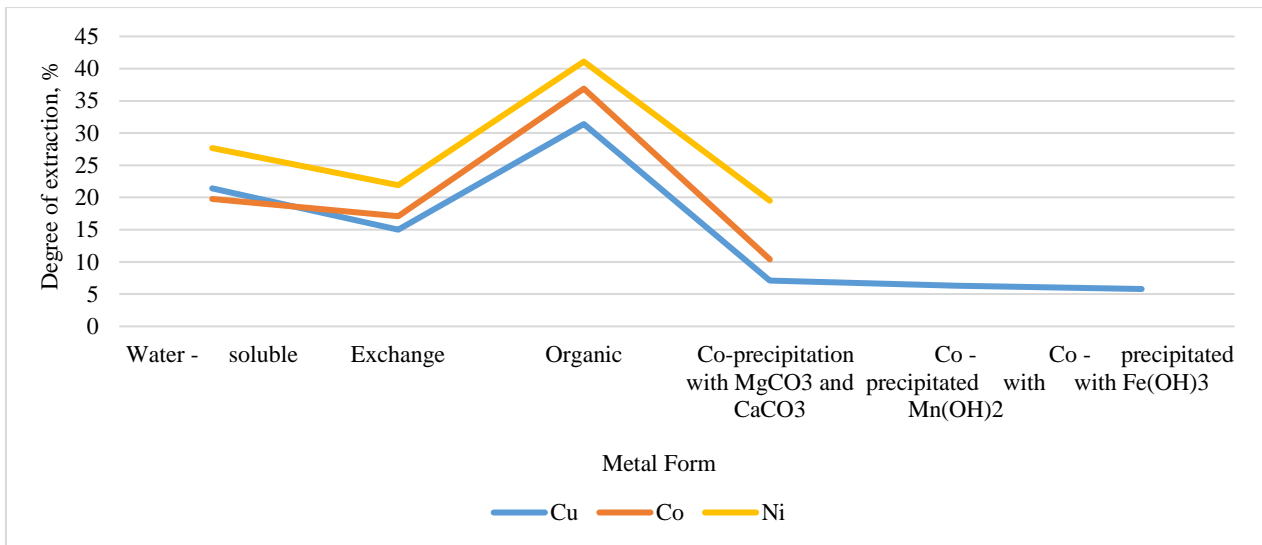 Degree of extraction, %
45
40
35
30
25
20
15
10
5
0
Water - soluble
Exchange
Organic
Co-precipitation
with MgCO3 and
CaCO3
Co -
precipitated with
Mn(OH)2
Co - precipitated
with Fe(OH)3
Metal Form
Cu
Co
Ni